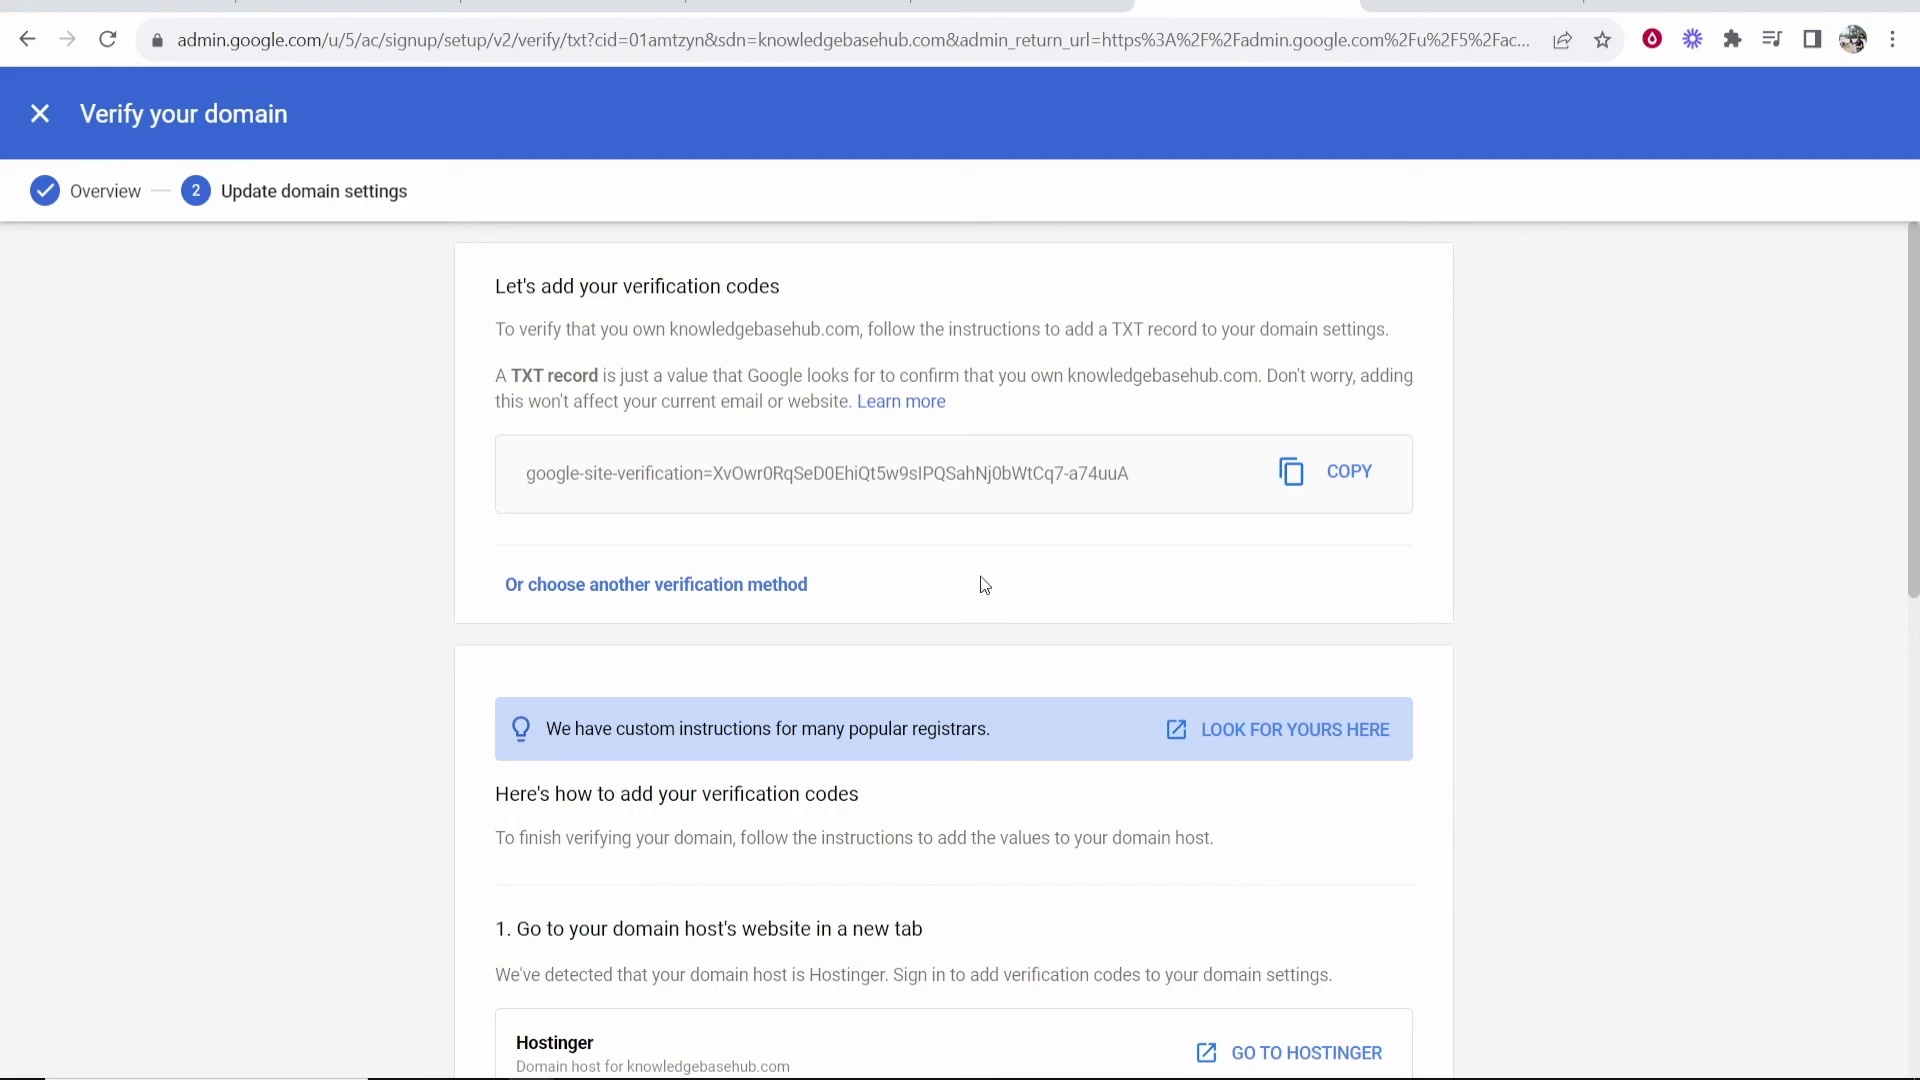 admin.google.com/u/5/ac/signup/setup/v2/verify/txt?cid=01amtzyn&sdn=knowledgebasehub.com&admin_return_url=https%3A%2F%2Fadmin.google.com%2Fu%2F5%2Fac...
Verify your domain
Overview
2 Update domain settings
Let's add your verification codes
To verify that you own knowledgebasehub.com, follow the instructions to add a TXT record to your domain settings.
A TXT record is just a value that Google looks for to confirm that you own knowledgebasehub.com. Don't worry, adding
this won't affect your current email or website. Learn more
google-site-verification=XvOwr0RqSeD0EhiQt5w9sIPQSahNj0bWtCq7-a74uuA
COPY
Or choose another verification method
We have custom instructions for many popular registrars.
LOOK FOR YOURS HERE
Here's how to add your verification codes
To finish verifying your domain, follow the instructions to add the values to your domain host.
1. Go to your domain host's website in a new tab
We've detected that your domain host is Hostinger. Sign in to add verification codes to your domain settings.
Hostinger
Domain host for knowledgebasehub.com
GO TO HOSTINGER